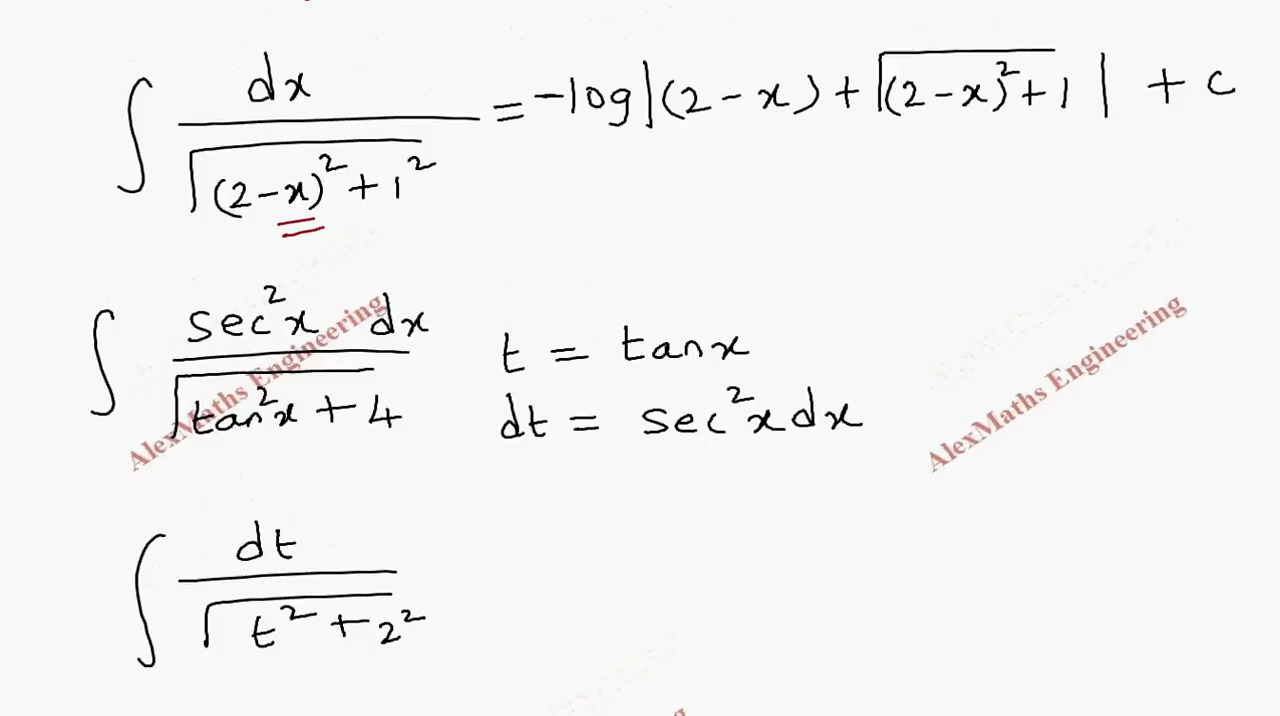 ∫ dx / √((2-x)² + 1²) = -log|(2-x) + √((2-x)² + 1)| + c
∫ sec²x dx / √(tan²x + 4)
t = tanx
dt = sec²x dx
AlexMaths Engineering
AlexMaths Engineering
∫ dt / √(t² + 2²)